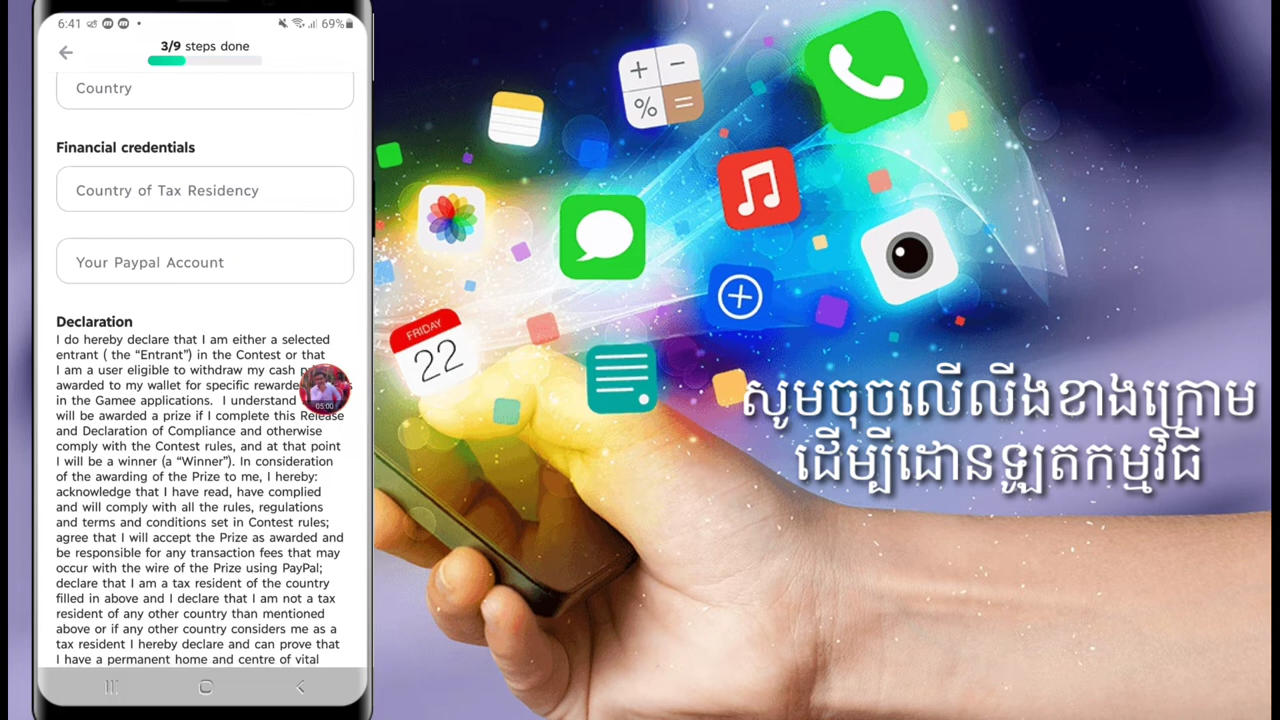 6:41
69%
3/9 steps done
Country
Financial credentials
Country of Tax Residency
Your Paypal Account
Declaration
I do hereby declare that I am either a selected
entrant ( the “Entrant”) in the Contest or that
I am a user eligible to withdraw my cash
awarded to my wallet for specific
in the Gamee applications. I understand
will be awarded a prize if I complete this Release
and Declaration of Compliance and otherwise
comply with the Contest rules, and at that point
I will be a winner (a “Winner”). In consideration
of the awarding of the Prize to me, I hereby:
acknowledge that I have read, have complied
and will comply with all the rules, regulations
and terms and conditions set in Contest rules;
agree that I will accept the Prize as awarded and
be responsible for any transaction fees that may
occur with the wire of the Prize using PayPal;
declare that I am a tax resident of the country
filled in above and I declare that I am not a tax
resident of any other country than mentioned
above or if any other country considers me as a
tax resident I hereby declare and can prove that
I have a permanent home and centre of vital
05:00
FRIDAY
22
សូមចុចលើលីងខាងក្រោម
ដើម្បីដោនឡូតកម្មវិធី